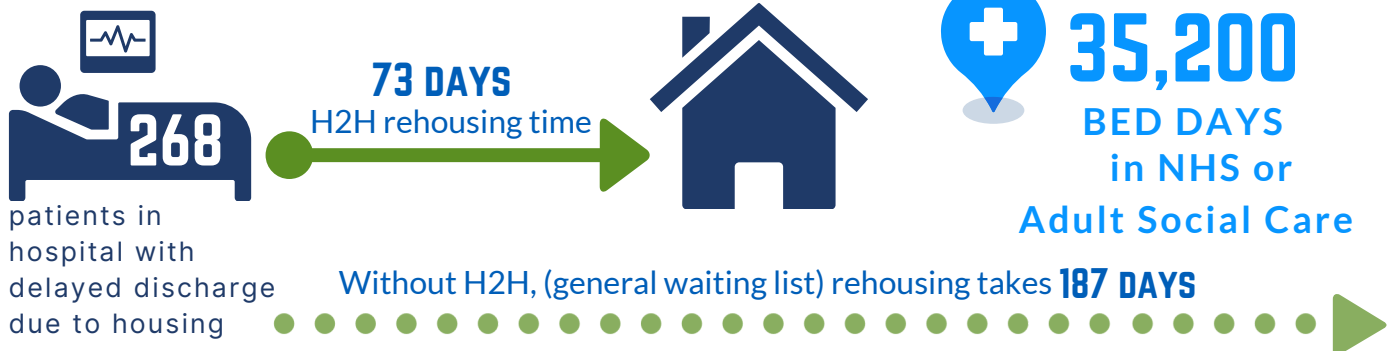 268
patients in
hospital with
delayed discharge
due to housing
73 DAYS
H2H rehousing time
35,200
BED DAYS
in NHS or
Adult Social Care
Without H2H, (general waiting list) rehousing takes 187 DAYS